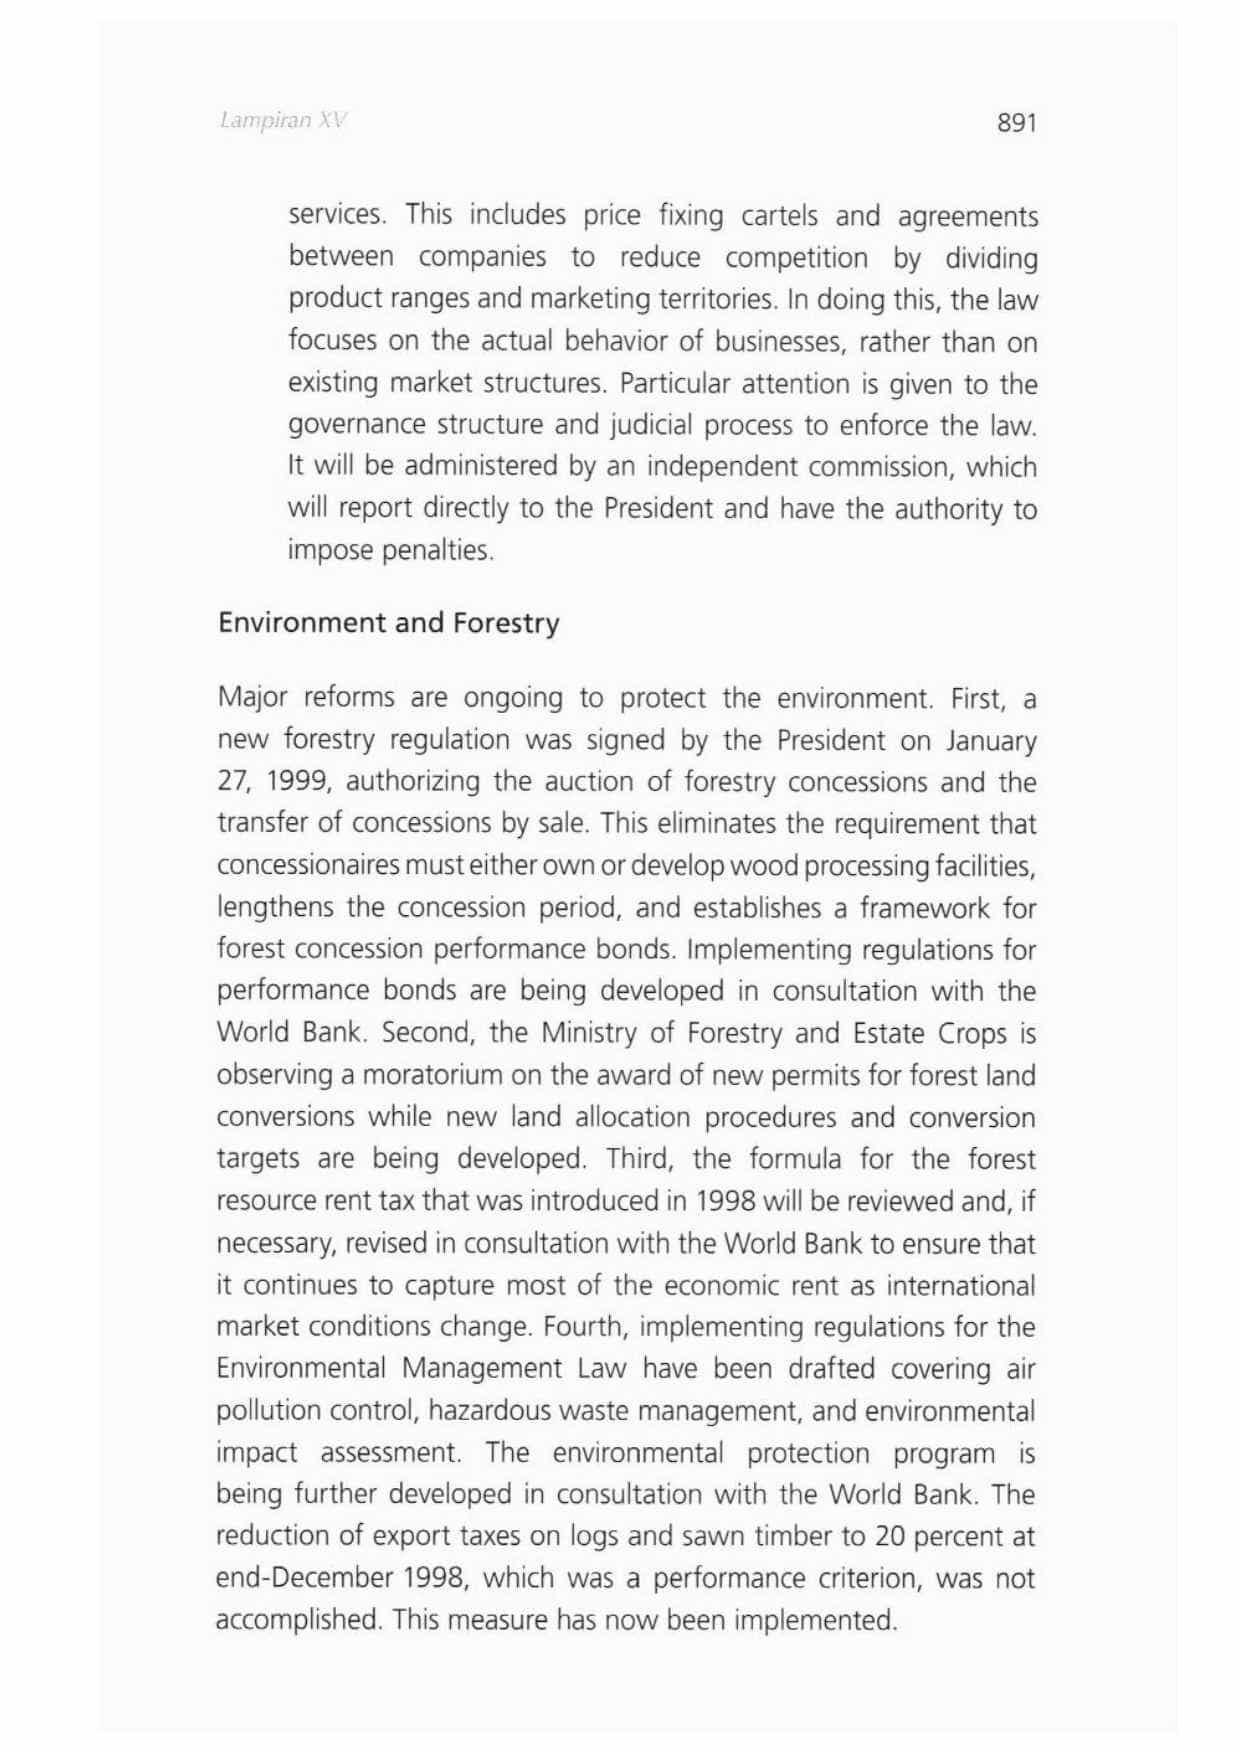 Lampiran XV
891
services. This includes price fixing cartels and agreements
between companies to reduce competition by dividing
product ranges and marketing territories. In doing this, the law
focuses on the actual behavior of businesses, rather than on
existing market structures. Particular attention is given to the
governance structure and judicial process to enforce the law.
It will be administered by an independent commission, which
will report directly to the President and have the authority to
impose penalties.
Environment and Forestry
Major reforms are ongoing to protect the environment. First, a
new forestry regulation was signed by the President on January
27, 1999, authorizing the auction of forestry concessions and the
transfer of concessions by sale. This eliminates the requirement that
concessionaires must either own or develop wood processing facilities,
lengthens the concession period, and establishes a framework for
forest concession performance bonds. Implementing regulations for
performance bonds are being developed in consultation with the
World Bank. Second, the Ministry of Forestry and Estate Crops is
observing a moratorium on the award of new permits for forest land
conversions while new land allocation procedures and conversion
targets are being developed. Third, the formula for the forest
resource rent tax that was introduced in 1998 will be reviewed and, if
necessary, revised in consultation with the World Bank to ensure that
it continues to capture most of the economic rent as international
market conditions change. Fourth, implementing regulations for the
Environmental Management Law have been drafted covering air
pollution control, hazardous waste management, and environmental
impact assessment. The environmental protection program is
being further developed in consultation with the World Bank. The
reduction of export taxes on logs and sawn timber to 20 percent at
end-December 1998, which was a performance criterion, was not
accomplished. This measure has now been implemented.